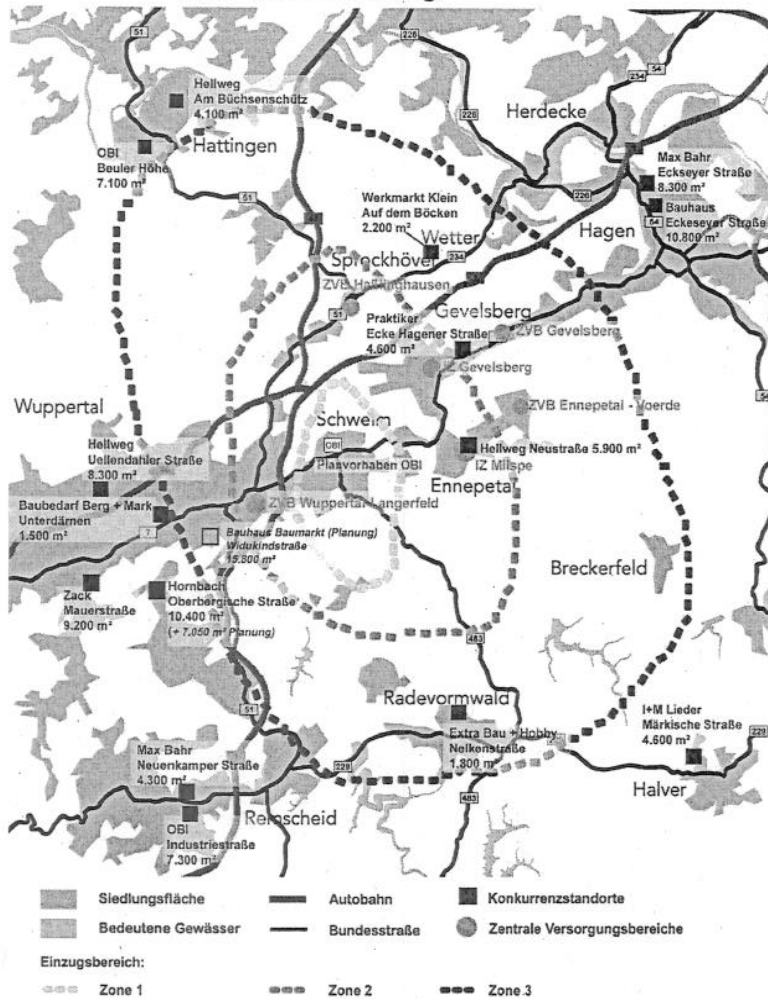 51
226
54
234
Hellweg
Am Büchsenschütz
4.100 m²
Herdecke
226
OBI
Beuler Höhe
7.100 m²
Hattingen
Max Bahr
Eckseyer Straße
8.300 m²
51
Werkmarkt Klein
Auf dem Böcken
2.200 m²
226
Bauhaus
Eckeseyer Straße
10.800 m²
54
Hagen
Wetter
234
Sprockhövel
ZVB Haßlinghausen
51
Gevelsberg
Praktiker
Ecke Hagener Straße
4.600 m²
ZVB Gevelsberg
IZ Gevelsberg
54
Wuppertal
Schwelm
ZVB Ennepetal - Voerde
Hellweg
Uellendahler Straße
8.300 m²
OBI
Planvorhaben OBI
Hellweg Neustraße 5.900 m²
IZ Milspe
Ennepetal
Baubedarf Berg + Mark
Unterdärnen
1.500 m²
ZVB Wuppertal Langerfeld
7
Bauhaus Baumarkt (Planung)
Widukindstraße
15.800 m²
Breckerfeld
Zack
Mauerstraße
9.200 m²
Hornbach
Oberbergische Straße
10.400 m²
(+ 7.050 m² Planung)
483
51
Radevormwald
I+M Lieder
Märkische Straße
4.600 m²
Extra Bau + Hobby
Nelkenstraße
1.800 m²
229
Max Bahr
Neuenkamper Straße
4.300 m²
229
483
Halver
Remscheid
OBI
Industriestraße
7.300 m²
Siedlungsfläche
Autobahn
Konkurrenzstandorte
Bedeutene Gewässer
Bundesstraße
Zentrale Versorgungsbereiche
Einzugsbereich:
Zone 1
Zone 2
Zone 3